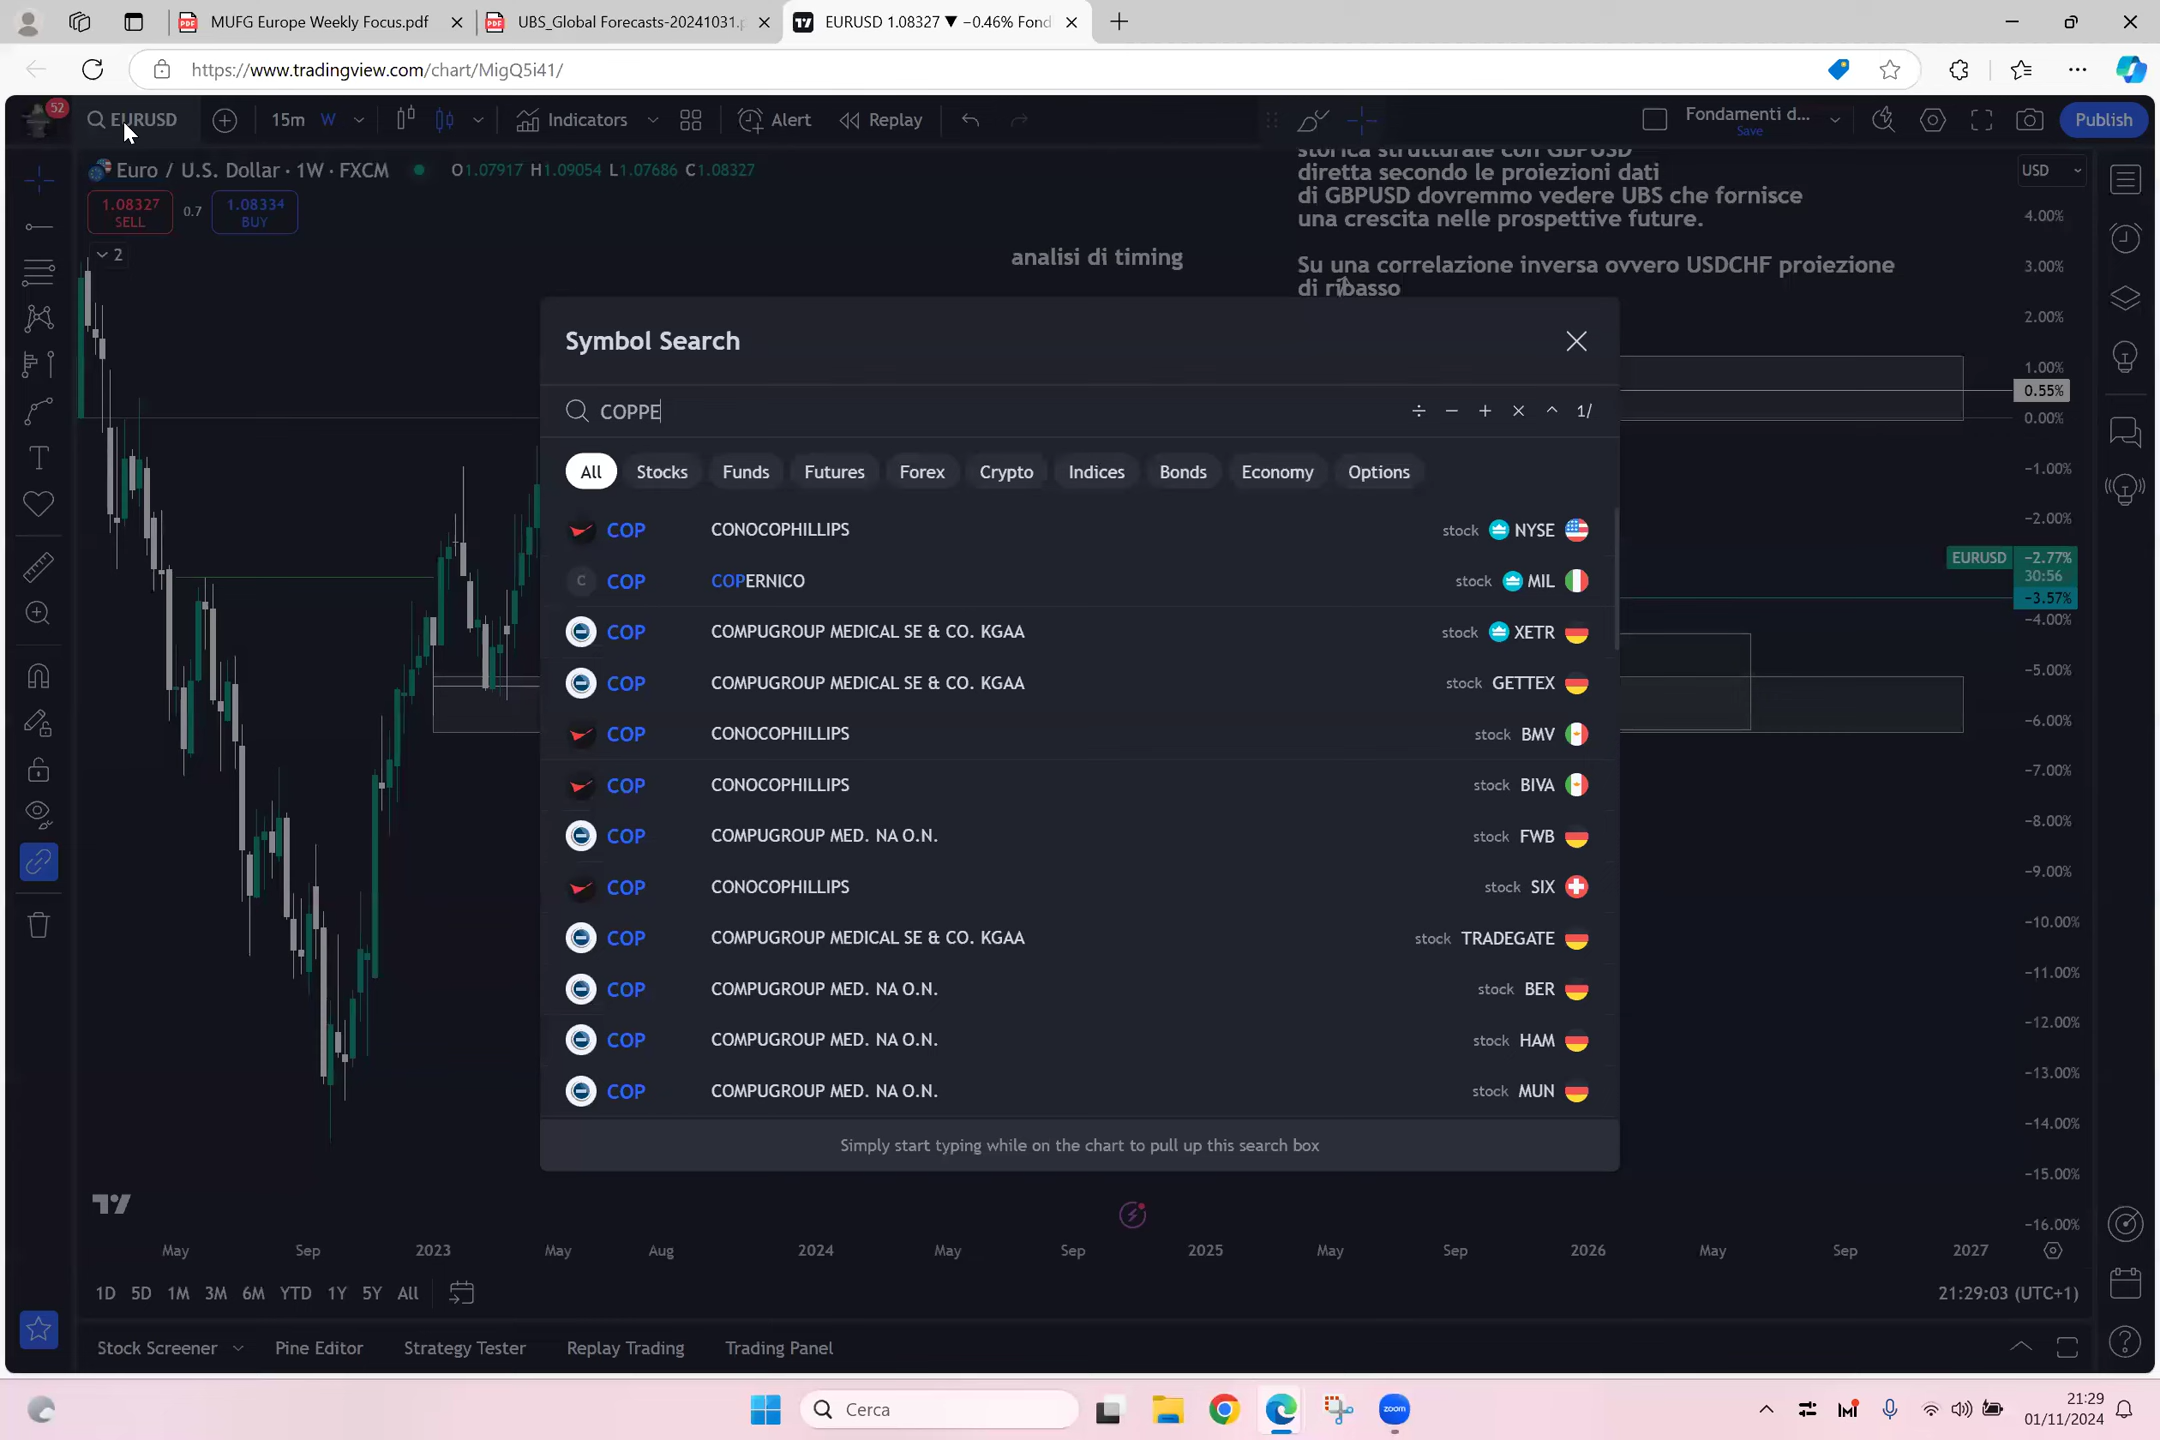 MUFG Europe Weekly Focus.pdf
UBS_Global Forecasts-20241031.p
EURUSD 1.08327 ▼ −0.46% Fond
https://www.tradingview.com/chart/MigQ5i41/
52
EURUSD
15m W
Indicators
Alert
Replay
Fondamenti d...
Save
Publish
Euro / U.S. Dollar · 1W · FXCM
O1.07917 H1.09054 L1.07686 C1.08327
1.08327
SELL
0.7
1.08334
BUY
2
analisi di timing
storica strutturale con GBPUSD
diretta secondo le proiezioni dati
di GBPUSD dovremmo vedere UBS che fornisce
una crescita nelle prospettive future.
Su una correlazione inversa ovvero USDCHF proiezione
di ribasso
USD
Symbol Search
COPPE
÷ − + × ^ 1/
All Stocks Funds Futures Forex Crypto Indices Bonds Economy Options
COP CONOCOPHILLIPS stock NYSE
C COP COPERNICO stock MIL
COP COMPUGROUP MEDICAL SE & CO. KGAA stock XETR
COP COMPUGROUP MEDICAL SE & CO. KGAA stock GETTEX
COP CONOCOPHILLIPS stock BMV
COP CONOCOPHILLIPS stock BIVA
COP COMPUGROUP MED. NA O.N. stock FWB
COP CONOCOPHILLIPS stock SIX
COP COMPUGROUP MEDICAL SE & CO. KGAA stock TRADEGATE
COP COMPUGROUP MED. NA O.N. stock BER
COP COMPUGROUP MED. NA O.N. stock HAM
COP COMPUGROUP MED. NA O.N. stock MUN
Simply start typing while on the chart to pull up this search box
4.00%
3.00%
2.00%
1.00%
0.55%
0.00%
−1.00%
−2.00%
EURUSD −2.77%
30:56
−3.57%
−4.00%
−5.00%
−6.00%
−7.00%
−8.00%
−9.00%
−10.00%
−11.00%
−12.00%
−13.00%
−14.00%
−15.00%
−16.00%
May Sep 2023 May Aug 2024 May Sep 2025 May Sep 2026 May Sep 2027
1D 5D 1M 3M 6M YTD 1Y 5Y All
21:29:03 (UTC+1)
Stock Screener Pine Editor Strategy Tester Replay Trading Trading Panel
Cerca
zoom
21:29
01/11/2024